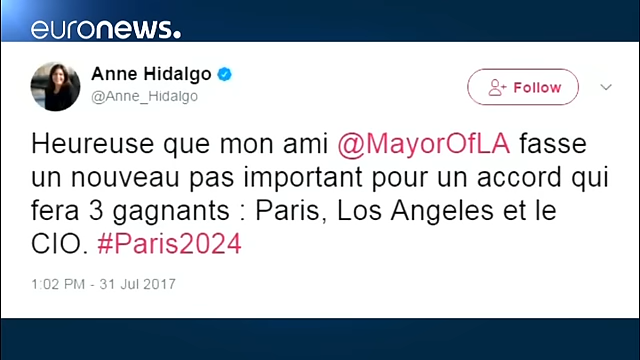 euronews.
Anne Hidalgo
@Anne_Hidalgo
Follow
Heureuse que mon ami @MayorOfLA fasse
un nouveau pas important pour un accord qui
fera 3 gagnants : Paris, Los Angeles et le
CIO. #Paris2024
1:02 PM - 31 Jul 2017